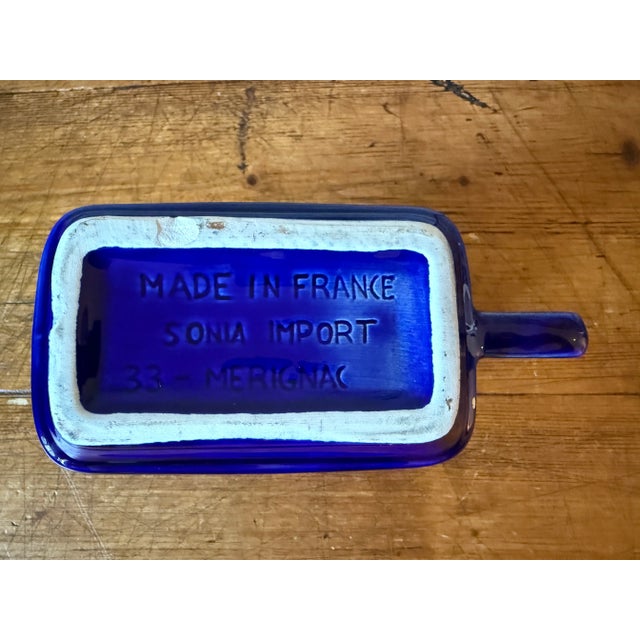 MADE IN FRANCE
SONIA IMPORT
33 - MERIGNAC